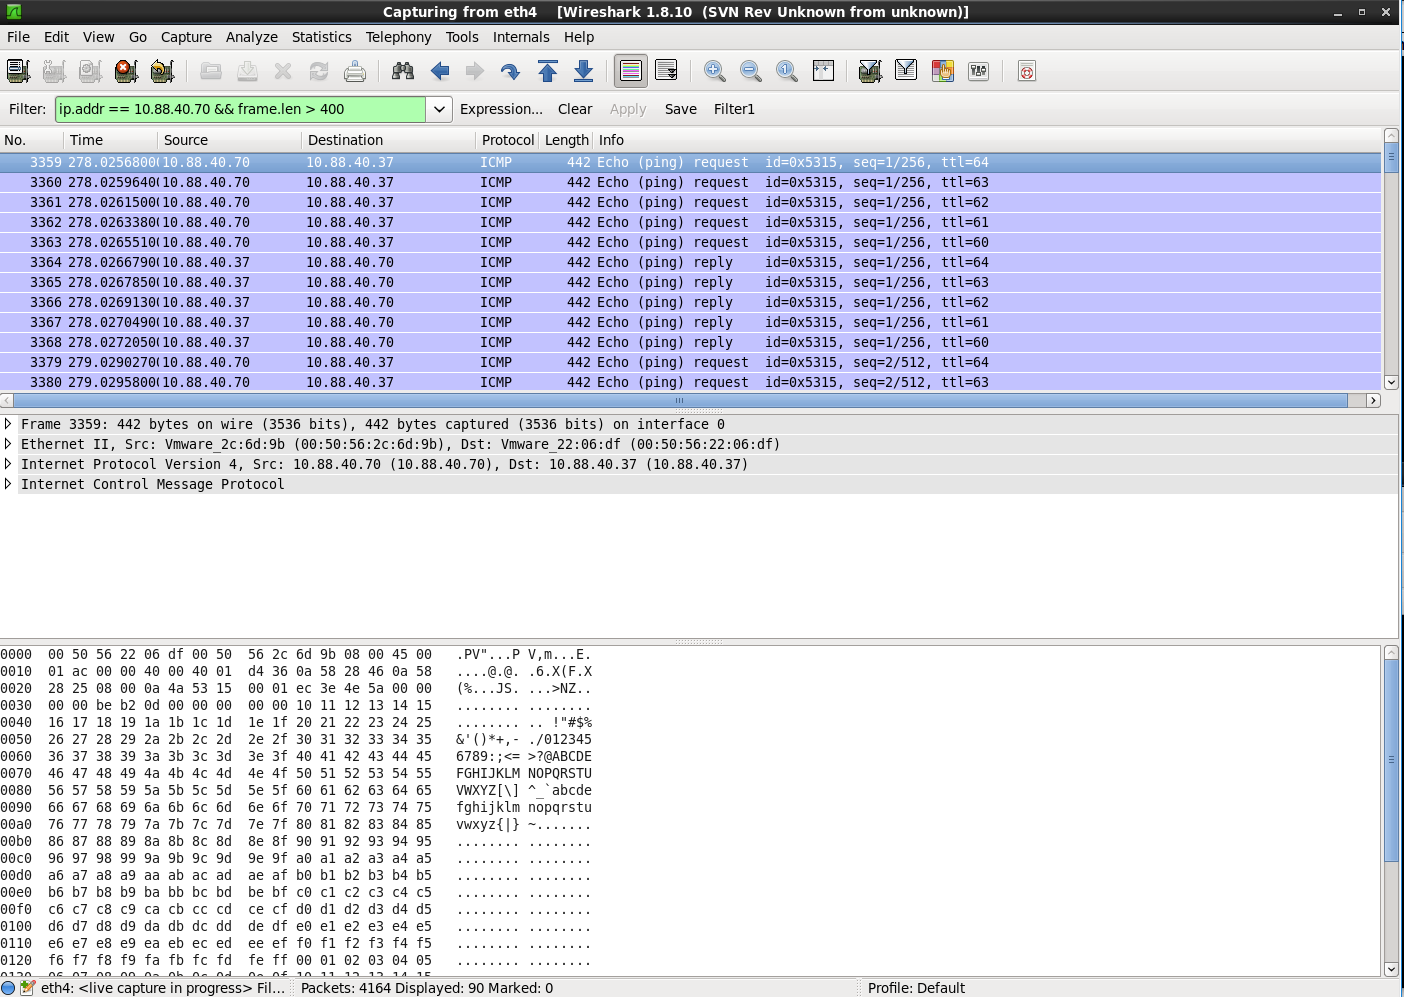 Capturing from eth4 [Wireshark 1.8.10 (SVN Rev Unknown from unknown)]
File Edit View Go Capture Analyze Statistics Telephony Tools Internals Help
Filter: ip.addr == 10.88.40.70 && frame.len > 400 Expression... Clear Apply Save Filter1
No. Time Source Destination Protocol Length Info
3359 278.0256800( 10.88.40.70 10.88.40.37 ICMP 442 Echo (ping) request id=0x5315, seq=1/256, ttl=64
3360 278.0259640( 10.88.40.70 10.88.40.37 ICMP 442 Echo (ping) request id=0x5315, seq=1/256, ttl=63
3361 278.0261500( 10.88.40.70 10.88.40.37 ICMP 442 Echo (ping) request id=0x5315, seq=1/256, ttl=62
3362 278.0263380( 10.88.40.70 10.88.40.37 ICMP 442 Echo (ping) request id=0x5315, seq=1/256, ttl=61
3363 278.0265510( 10.88.40.70 10.88.40.37 ICMP 442 Echo (ping) request id=0x5315, seq=1/256, ttl=60
3364 278.0266790( 10.88.40.37 10.88.40.70 ICMP 442 Echo (ping) reply id=0x5315, seq=1/256, ttl=64
3365 278.0267850( 10.88.40.37 10.88.40.70 ICMP 442 Echo (ping) reply id=0x5315, seq=1/256, ttl=63
3366 278.0269130( 10.88.40.37 10.88.40.70 ICMP 442 Echo (ping) reply id=0x5315, seq=1/256, ttl=62
3367 278.0270490( 10.88.40.37 10.88.40.70 ICMP 442 Echo (ping) reply id=0x5315, seq=1/256, ttl=61
3368 278.0272050( 10.88.40.37 10.88.40.70 ICMP 442 Echo (ping) reply id=0x5315, seq=1/256, ttl=60
3379 279.0290270( 10.88.40.70 10.88.40.37 ICMP 442 Echo (ping) request id=0x5315, seq=2/512, ttl=64
3380 279.0295800( 10.88.40.70 10.88.40.37 ICMP 442 Echo (ping) request id=0x5315, seq=2/512, ttl=63
Frame 3359: 442 bytes on wire (3536 bits), 442 bytes captured (3536 bits) on interface 0
Ethernet II, Src: Vmware_2c:6d:9b (00:50:56:2c:6d:9b), Dst: Vmware_22:06:df (00:50:56:22:06:df)
Internet Protocol Version 4, Src: 10.88.40.70 (10.88.40.70), Dst: 10.88.40.37 (10.88.40.37)
Internet Control Message Protocol
0000 00 50 56 22 06 df 00 50 56 2c 6d 9b 08 00 45 00 .PV"...P V,m...E.
0010 01 ac 00 00 40 00 40 01 d4 36 0a 58 28 46 0a 58 ....@.@. .6.X(F.X
0020 28 25 08 00 0a 4a 53 15 00 01 ec 3e 4e 5a 00 00 (%...JS. ...>NZ..
0030 00 00 be b2 0d 00 00 00 00 00 10 11 12 13 14 15 ........ ........
0040 16 17 18 19 1a 1b 1c 1d 1e 1f 20 21 22 23 24 25 ........ .. !"#$%
0050 26 27 28 29 2a 2b 2c 2d 2e 2f 30 31 32 33 34 35 &'()*+,- ./012345
0060 36 37 38 39 3a 3b 3c 3d 3e 3f 40 41 42 43 44 45 6789:;<= >?@ABCDE
0070 46 47 48 49 4a 4b 4c 4d 4e 4f 50 51 52 53 54 55 FGHIJKLM NOPQRSTU
0080 56 57 58 59 5a 5b 5c 5d 5e 5f 60 61 62 63 64 65 VWXYZ[\] ^_`abcde
0090 66 67 68 69 6a 6b 6c 6d 6e 6f 70 71 72 73 74 75 fghijklm nopqrstu
00a0 76 77 78 79 7a 7b 7c 7d 7e 7f 80 81 82 83 84 85 vwxyz{|} ~.......
00b0 86 87 88 89 8a 8b 8c 8d 8e 8f 90 91 92 93 94 95 ........ ........
00c0 96 97 98 99 9a 9b 9c 9d 9e 9f a0 a1 a2 a3 a4 a5 ........ ........
00d0 a6 a7 a8 a9 aa ab ac ad ae af b0 b1 b2 b3 b4 b5 ........ ........
00e0 b6 b7 b8 b9 ba bb bc bd be bf c0 c1 c2 c3 c4 c5 ........ ........
00f0 c6 c7 c8 c9 ca cb cc cd ce cf d0 d1 d2 d3 d4 d5 ........ ........
0100 d6 d7 d8 d9 da db dc dd de df e0 e1 e2 e3 e4 e5 ........ ........
0110 e6 e7 e8 e9 ea eb ec ed ee ef f0 f1 f2 f3 f4 f5 ........ ........
0120 f6 f7 f8 f9 fa fb fc fd fe ff 00 01 02 03 04 05 ........ ........
eth4: <live capture in progress> Fil... Packets: 4164 Displayed: 90 Marked: 0 Profile: Default